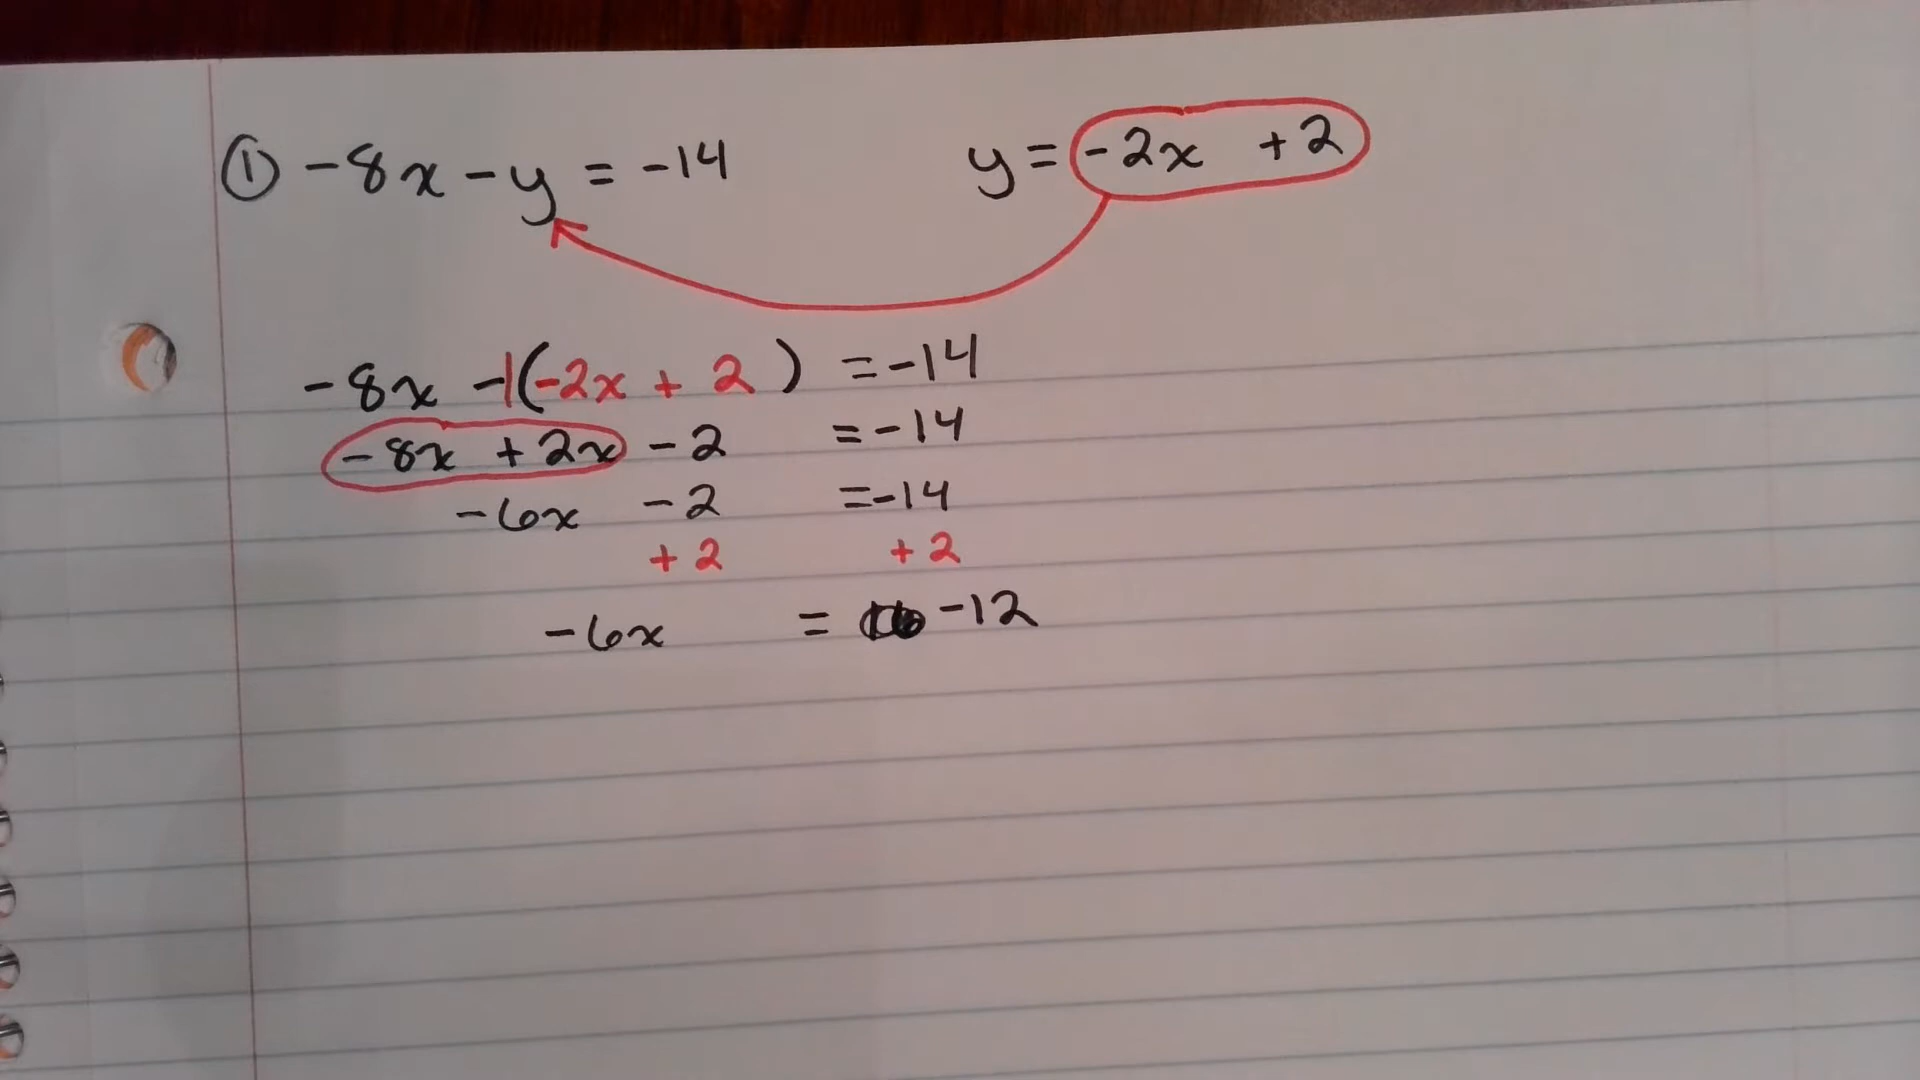 ① -8x - y = -14 y = -2x +2
-8x -1(-2x + 2) = -14
-8x +2x -2 = -14
-6x -2 = -14
+2 +2
-6x = -12